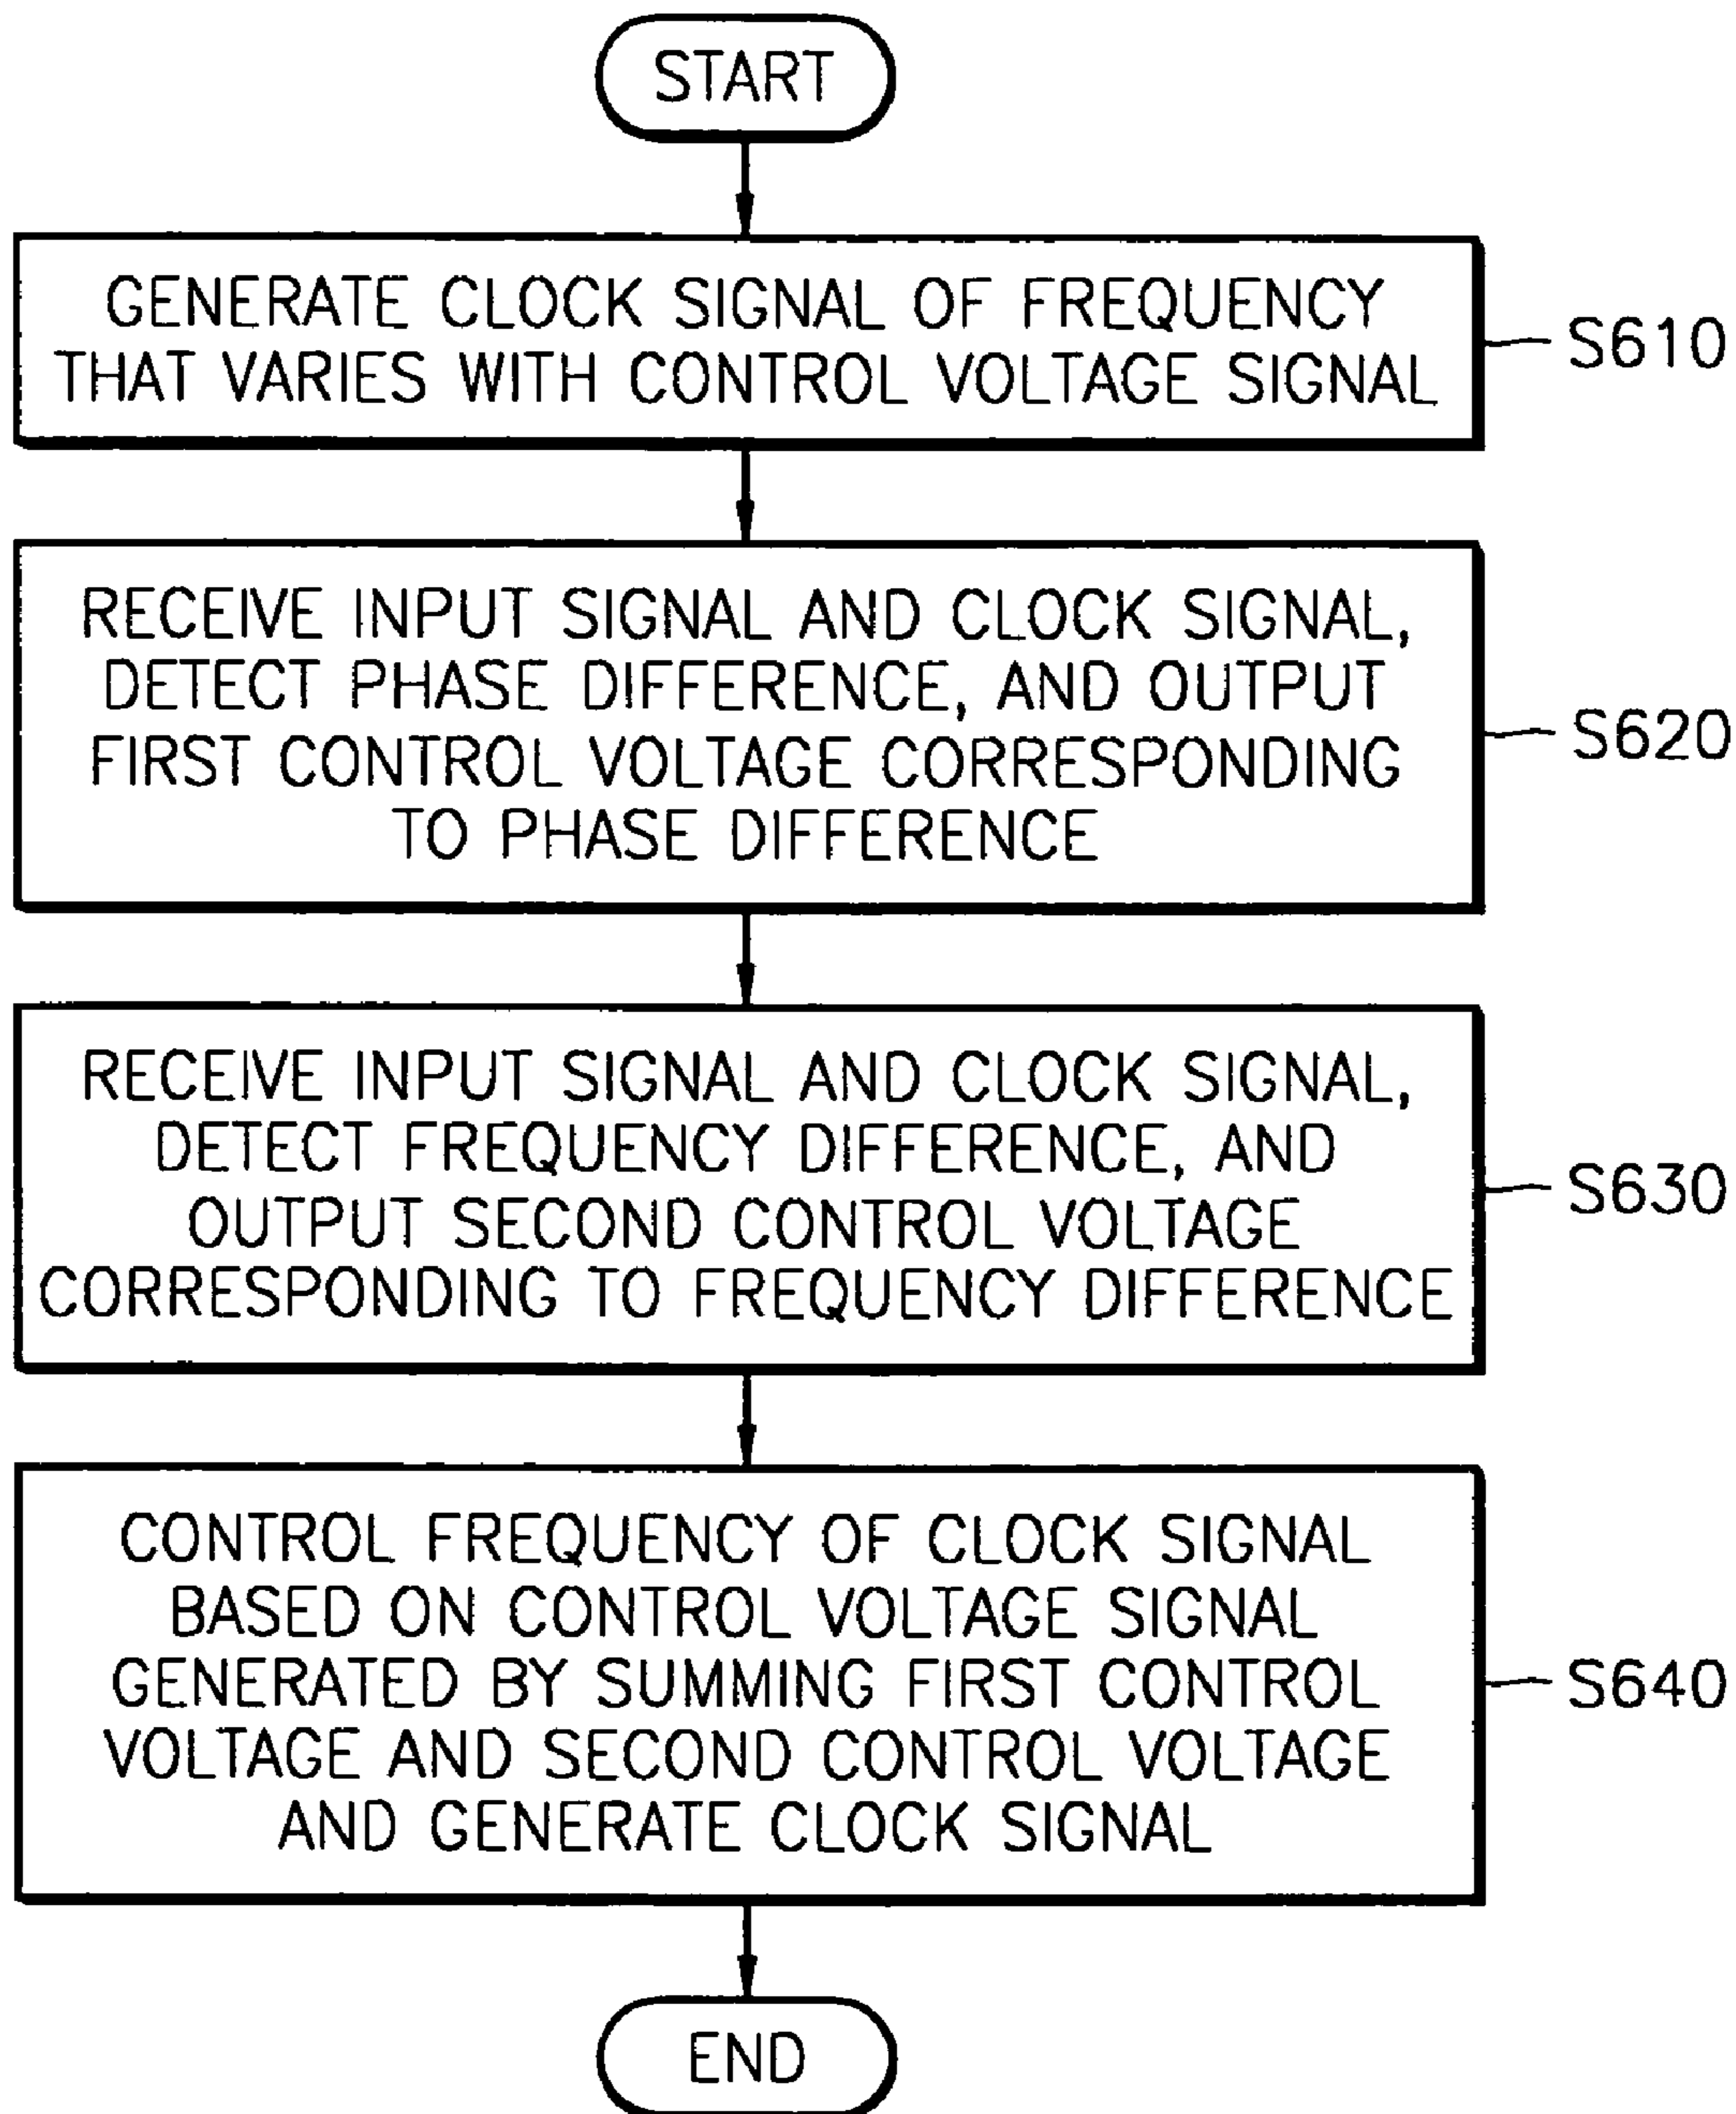 START
GENERATE CLOCK SIGNAL OF FREQUENCY
THAT VARIES WITH CONTROL VOLTAGE SIGNAL
S610
RECEIVE INPUT SIGNAL AND CLOCK SIGNAL,
DETECT PHASE DIFFERENCE, AND OUTPUT
FIRST CONTROL VOLTAGE CORRESPONDING
TO PHASE DIFFERENCE
S620
RECEIVE INPUT SIGNAL AND CLOCK SIGNAL,
DETECT FREQUENCY DIFFERENCE, AND
OUTPUT SECOND CONTROL VOLTAGE
CORRESPONDING TO FREQUENCY DIFFERENCE
S630
CONTROL FREQUENCY OF CLOCK SIGNAL
BASED ON CONTROL VOLTAGE SIGNAL
GENERATED BY SUMMING FIRST CONTROL
VOLTAGE AND SECOND CONTROL VOLTAGE
AND GENERATE CLOCK SIGNAL
S640
END